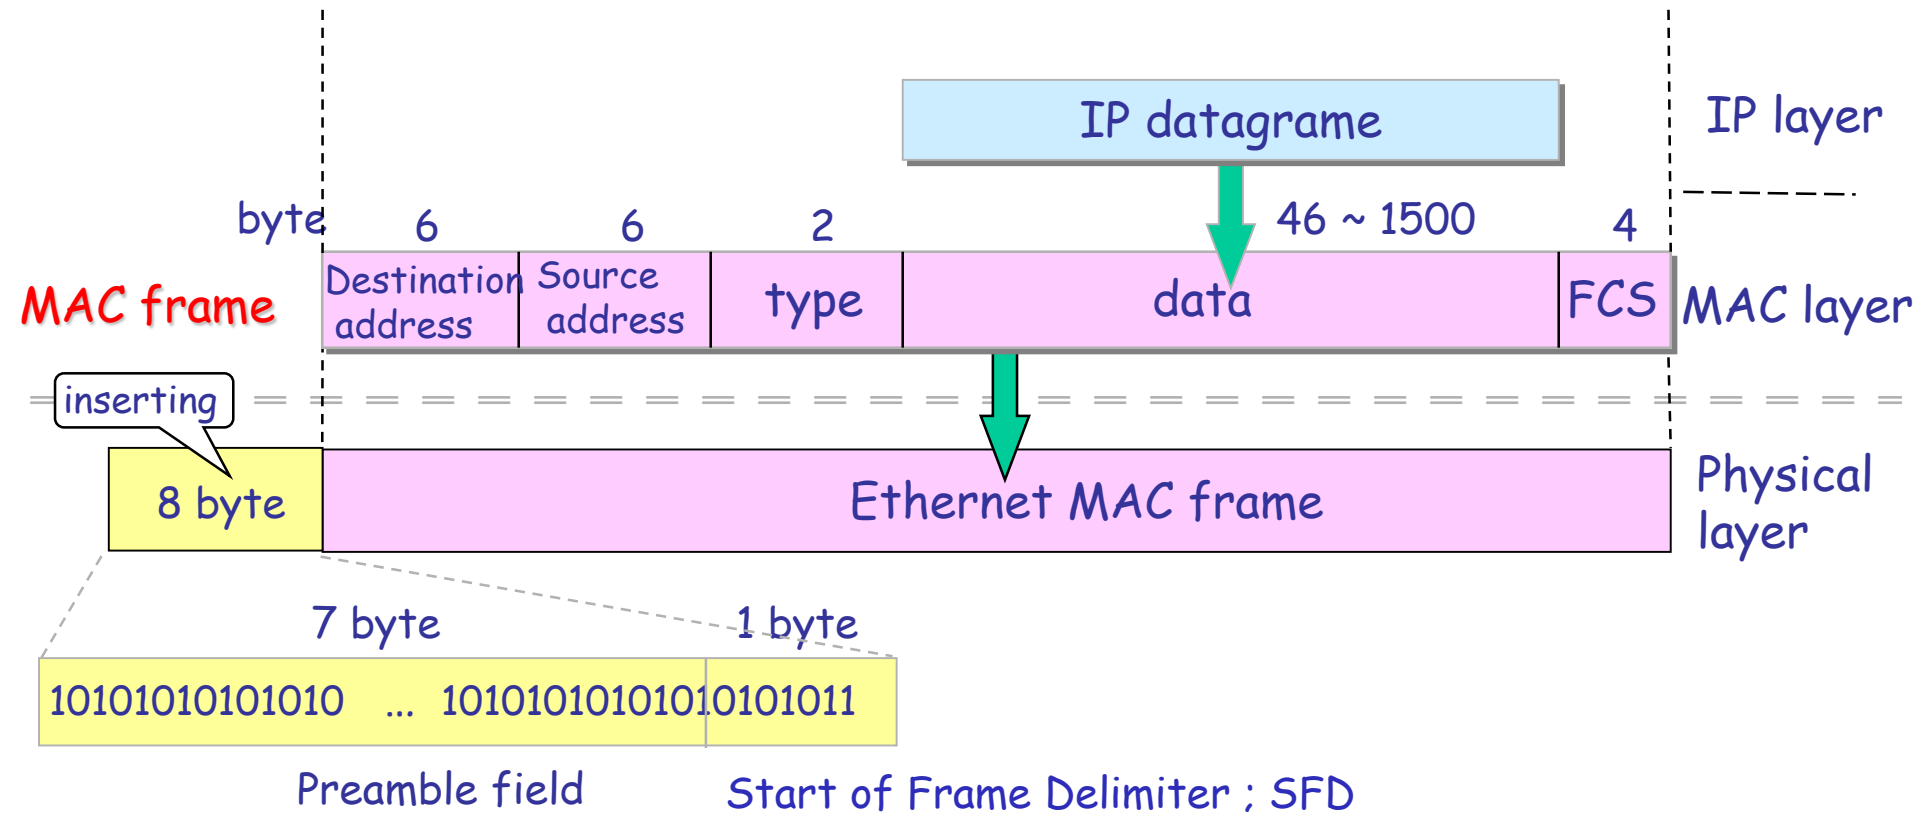 IP datagrame
IP layer
byte 6 6 2 46 ~ 1500 4
MAC frame
Destination
address
Source
address
type
data
FCS
MAC layer
inserting
8 byte
Ethernet MAC frame
Physical
layer
7 byte 1 byte
10101010101010 ... 10101010101010101011
Preamble field
Start of Frame Delimiter ; SFD